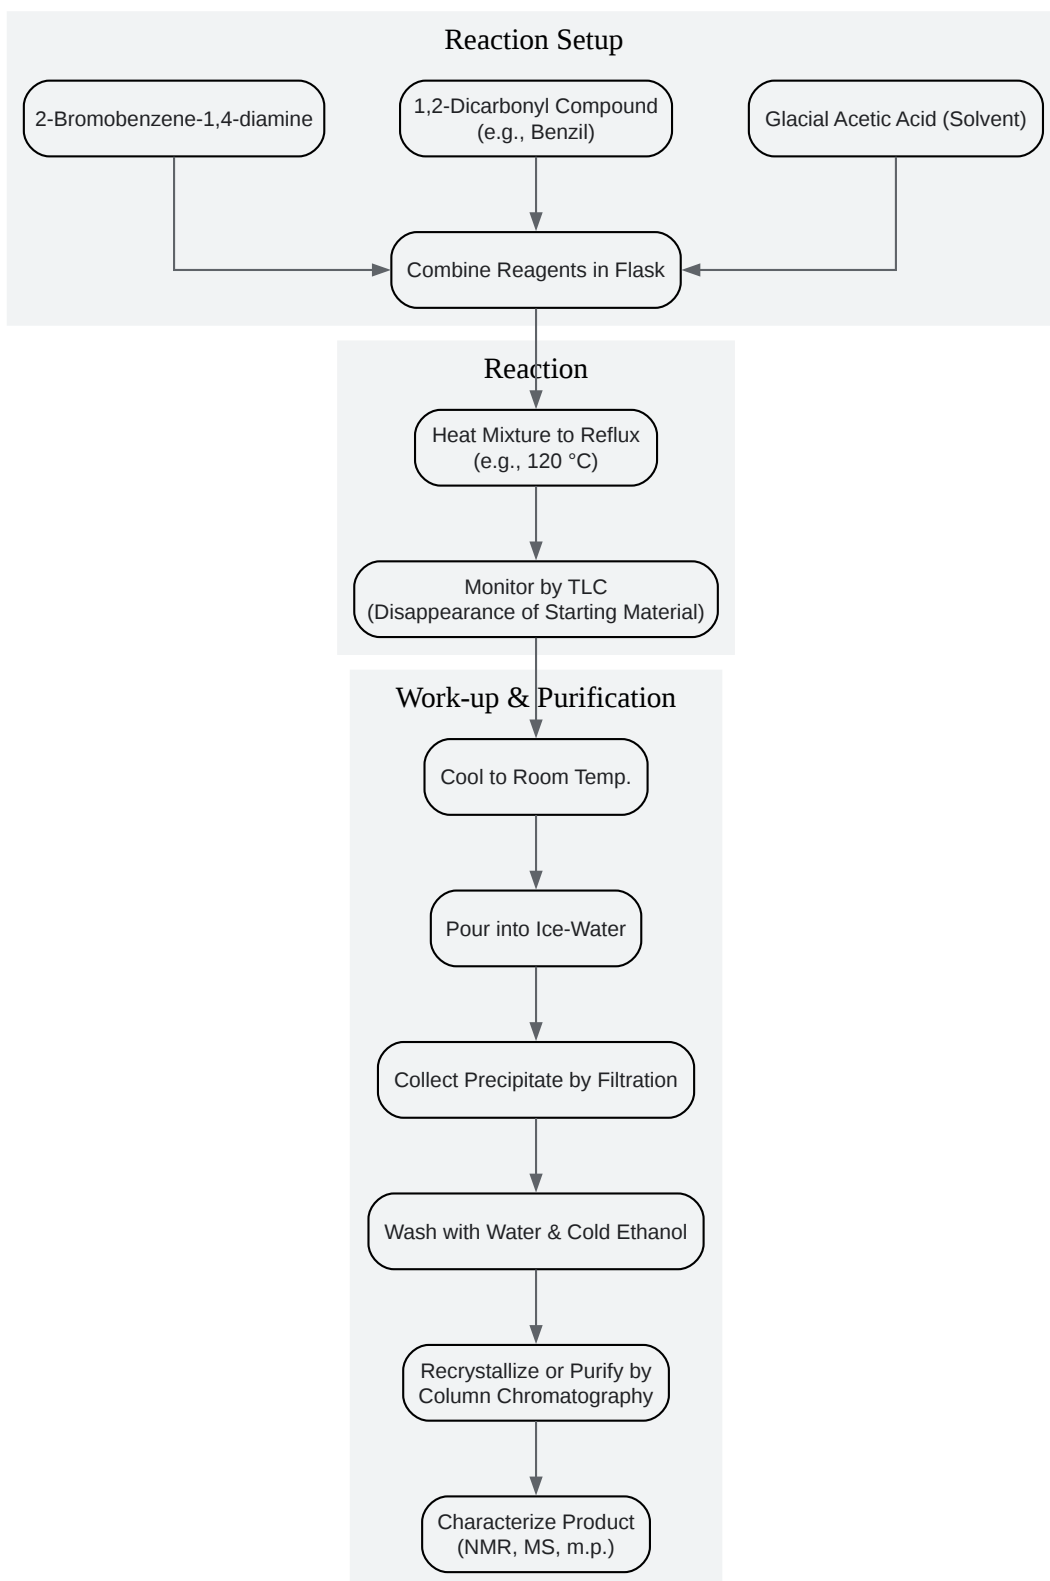 Reaction Setup
2-Bromobenzene-1,4-diamine
1,2-Dicarbonyl Compound
(e.g., Benzil)
Glacial Acetic Acid (Solvent)
Combine Reagents in Flask
Reaction
Heat Mixture to Reflux
(e.g., 120 °C)
Monitor by TLC
(Disappearance of Starting Material)
Work-up & Purification
Cool to Room Temp.
Pour into Ice-Water
Collect Precipitate by Filtration
Wash with Water & Cold Ethanol
Recrystallize or Purify by
Column Chromatography
Characterize Product
(NMR, MS, m.p.)